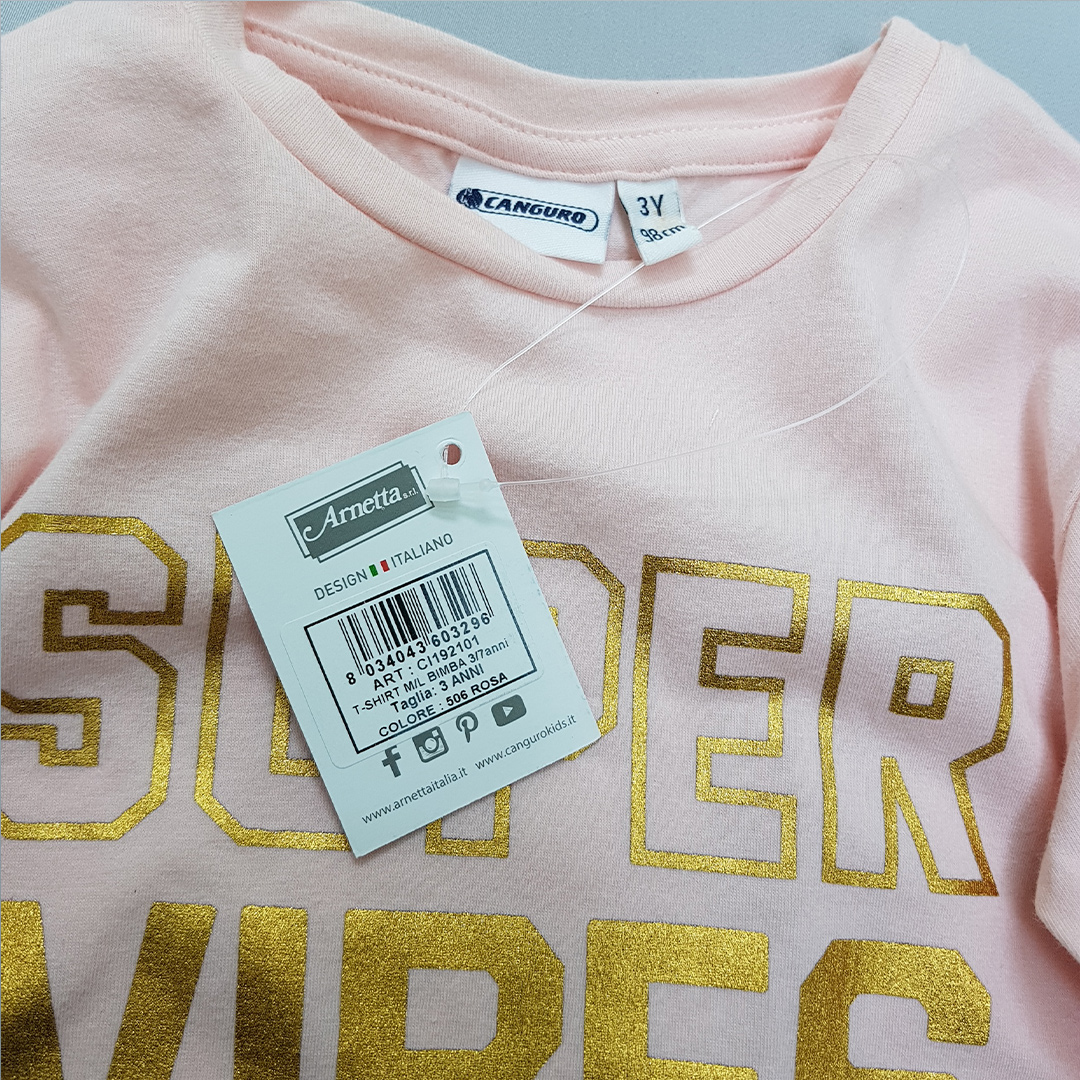 CANGURO
3Y
98cm
Arnetta s.r.l.
DESIGN ITALIANO
8 034043 603296
ART : CI192101
T-SHIRT M/L BIMBA 3/7anni
Taglia: 3 ANNI
COLORE : 506 ROSA
www.arnettaitalia.it www.cangurokids.it
SUPER
VIBES